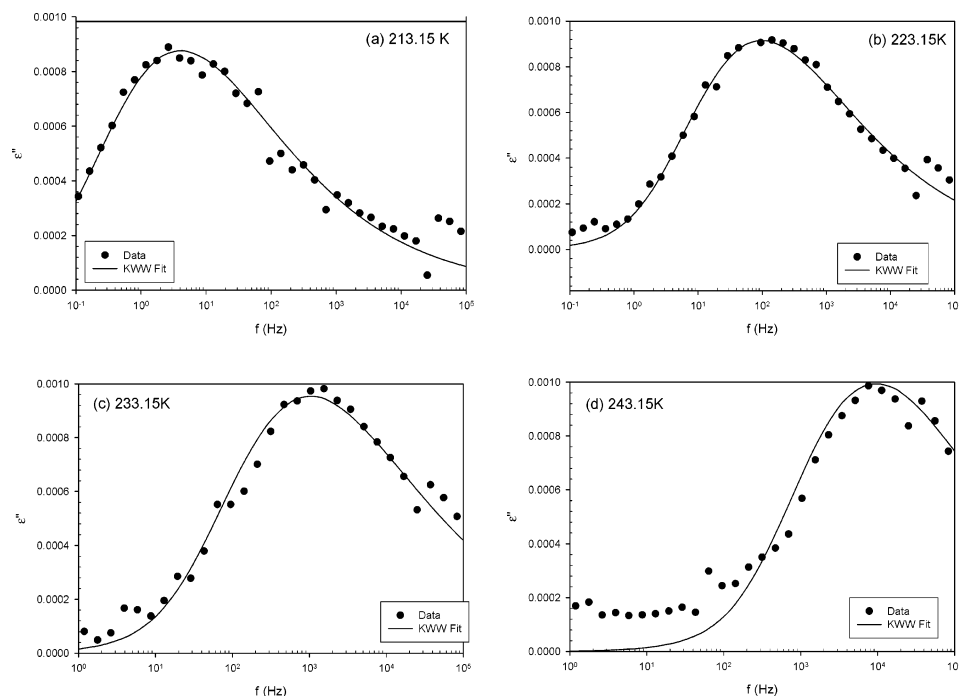 (a) 213.15 K
ε"
0.0010
0.0008
0.0006
0.0004
0.0002
0.0000
Data
KWW Fit
10⁻¹ 10⁰ 10¹ 10² 10³ 10⁴ 10⁵
f (Hz)
(b) 223.15K
ε"
0.0010
0.0008
0.0006
0.0004
0.0002
0.0000
Data
KWW Fit
10⁻¹ 10⁰ 10¹ 10² 10³ 10⁴ 10⁵
f (Hz)
(c) 233.15K
ε"
0.0010
0.0008
0.0006
0.0004
0.0002
0.0000
Data
KWW Fit
10⁰ 10¹ 10² 10³ 10⁴ 10⁵
f (Hz)
(d) 243.15K
ε"
0.0010
0.0008
0.0006
0.0004
0.0002
0.0000
Data
KWW Fit
10⁰ 10¹ 10² 10³ 10⁴ 10⁵
f (Hz)